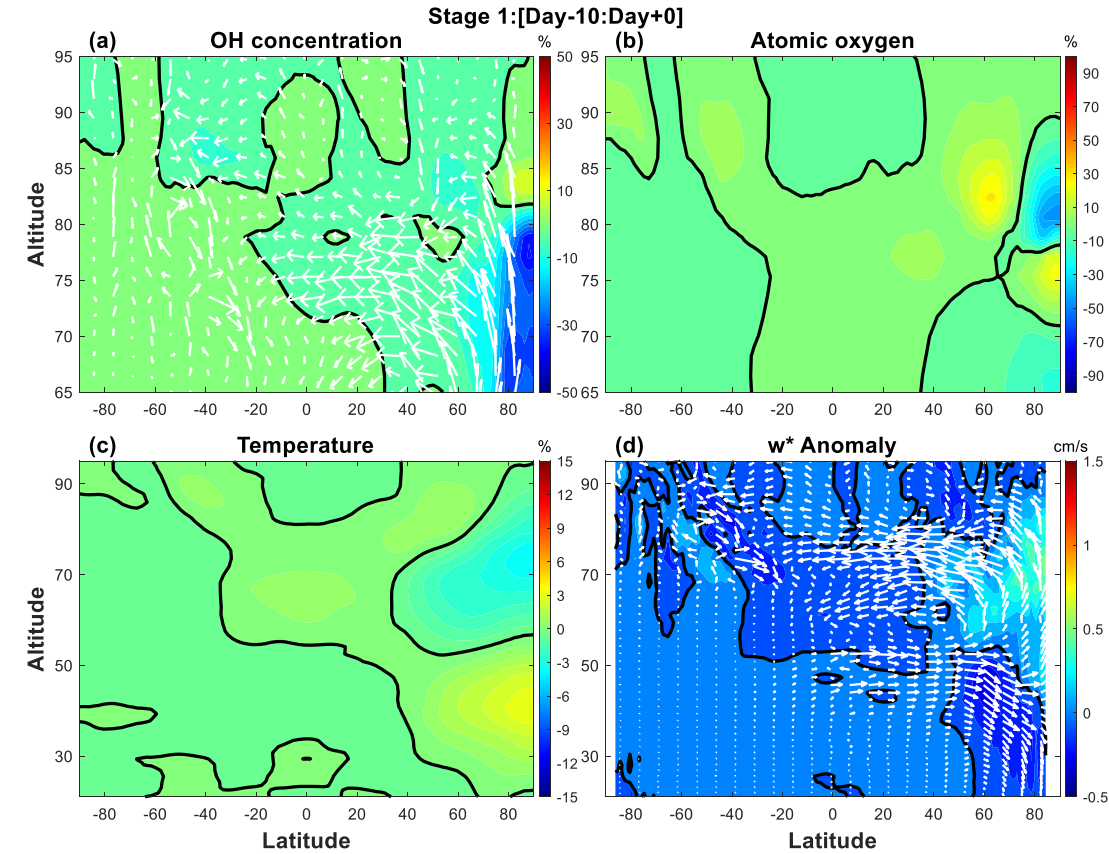 Stage 1:[Day-10:Day+0]
(a) OH concentration %
(b) Atomic oxygen %
95 90 85 80 75 70 65
Altitude
-80 -60 -40 -20 0 20 40 60 80
50 30 10 -10 -30 -50
95 90 85 80 75 70 65
-80 -60 -40 -20 0 20 40 60 80
90 70 50 30 10 -10 -30 -50 -70 -90
(c) Temperature %
(d) w* Anomaly cm/s
90 70 50 30
Altitude
-80 -60 -40 -20 0 20 40 60 80
Latitude
15 12 9 6 3 0 -3 -6 -9 -12 -15
90 70 50 30
-80 -60 -40 -20 0 20 40 60 80
Latitude
1.5 1 0.5 0 -0.5